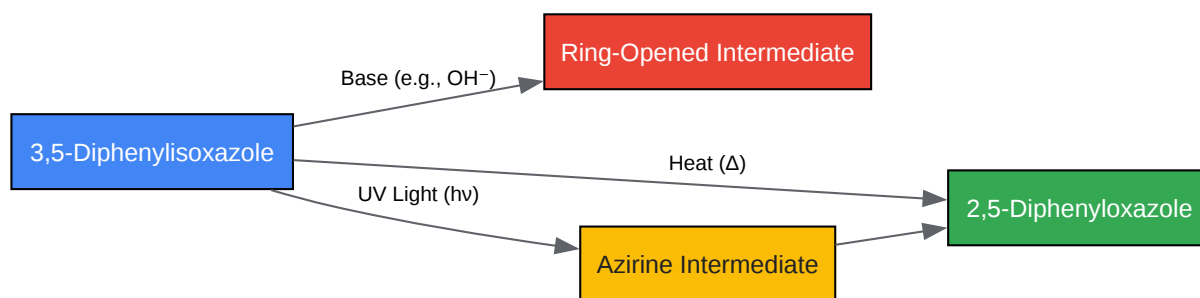 Ring-Opened Intermediate
Base (e.g., OH⁻)
3,5-Diphenylisoxazole
Heat (Δ)
UV Light (hν)
2,5-Diphenyloxazole
Azirine Intermediate